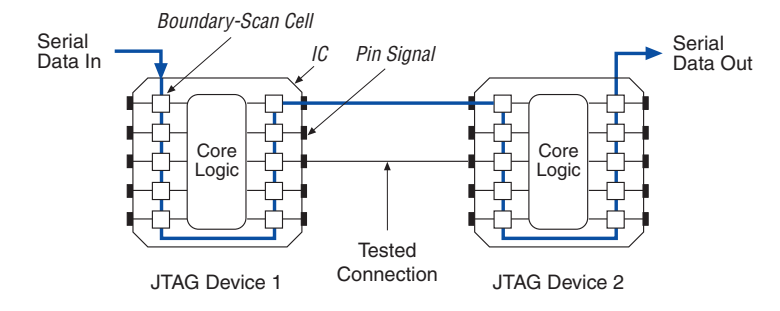 Boundary-Scan Cell
Serial
Data In
IC
Pin Signal
Serial
Data Out
Core
Logic
Core
Logic
Tested
Connection
JTAG Device 1
JTAG Device 2